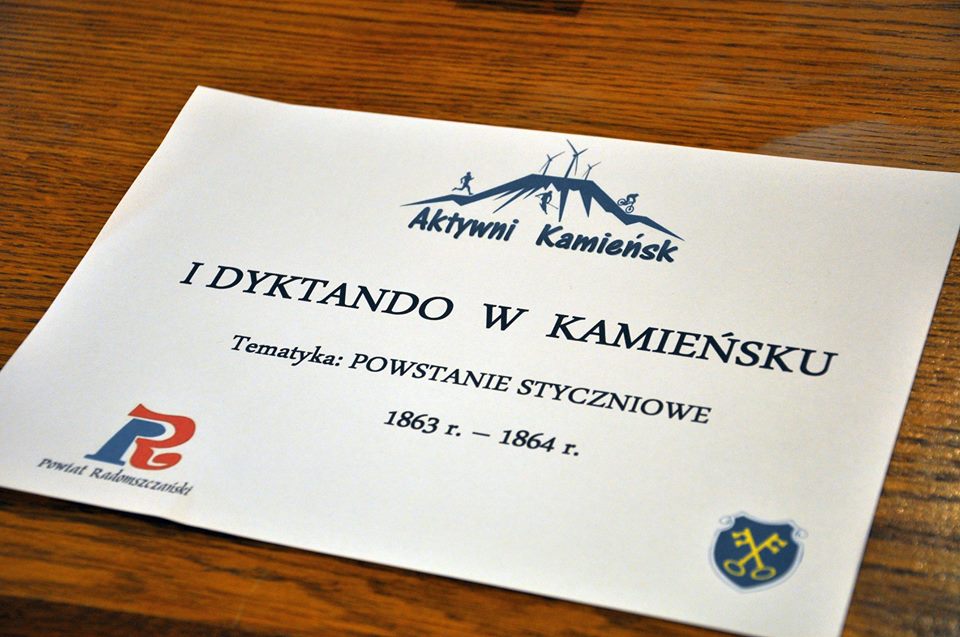 Aktywni Kamieńsk
I DYKTANDO W KAMIEŃSKU
Tematyka: POWSTANIE STYCZNIOWE
1863 r. – 1864 r.
Powiat Radomszczański